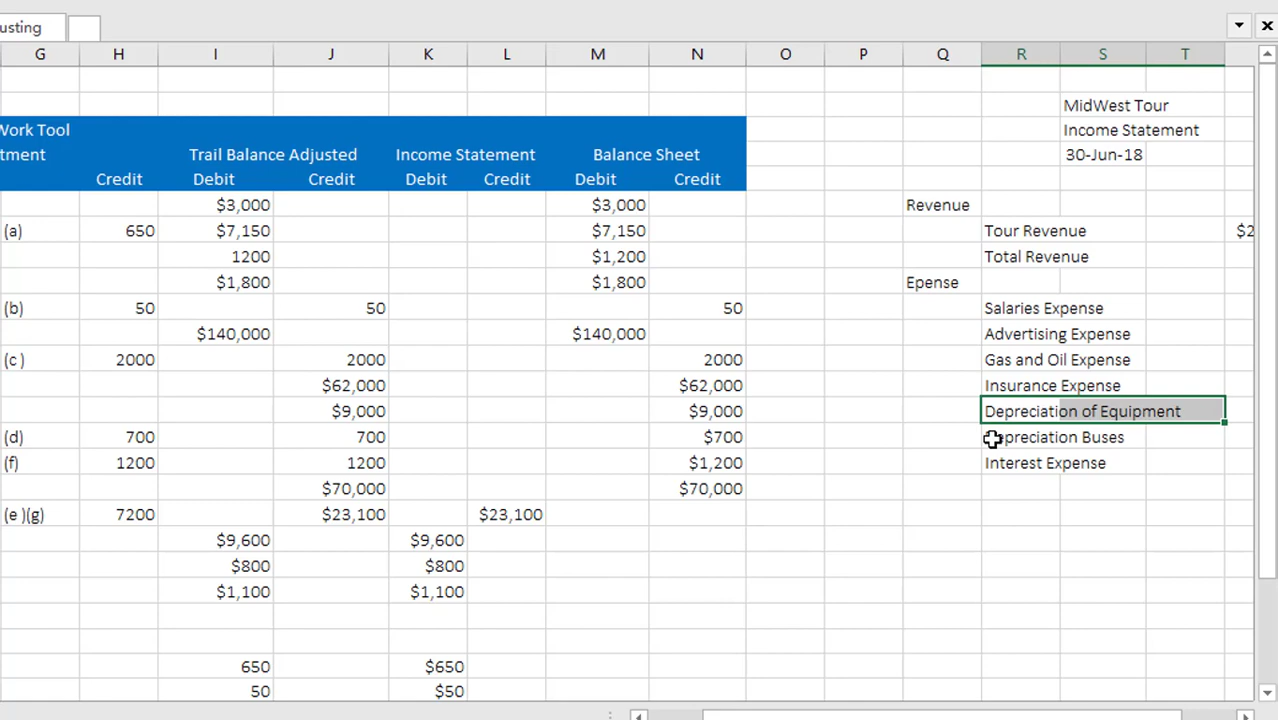 usting
G H I J K L M N O P Q R S T
MidWest Tour
Work Tool Income Statement
tment Trail Balance Adjusted Income Statement Balance Sheet 30-Jun-18
Credit Debit Credit Debit Credit Debit Credit
$3,000 $3,000 Revenue
(a) 650 $7,150 $7,150 Tour Revenue $2
1200 $1,200 Total Revenue
$1,800 $1,800 Epense
(b) 50 50 50 Salaries Expense
$140,000 $140,000 Advertising Expense
(c ) 2000 2000 2000 Gas and Oil Expense
$62,000 $62,000 Insurance Expense
$9,000 $9,000 Depreciation of Equipment
(d) 700 700 $700 preciation Buses
(f) 1200 1200 $1,200 Interest Expense
$70,000 $70,000
(e )(g) 7200 $23,100 $23,100
$9,600 $9,600
$800 $800
$1,100 $1,100
650 $650
50 $50